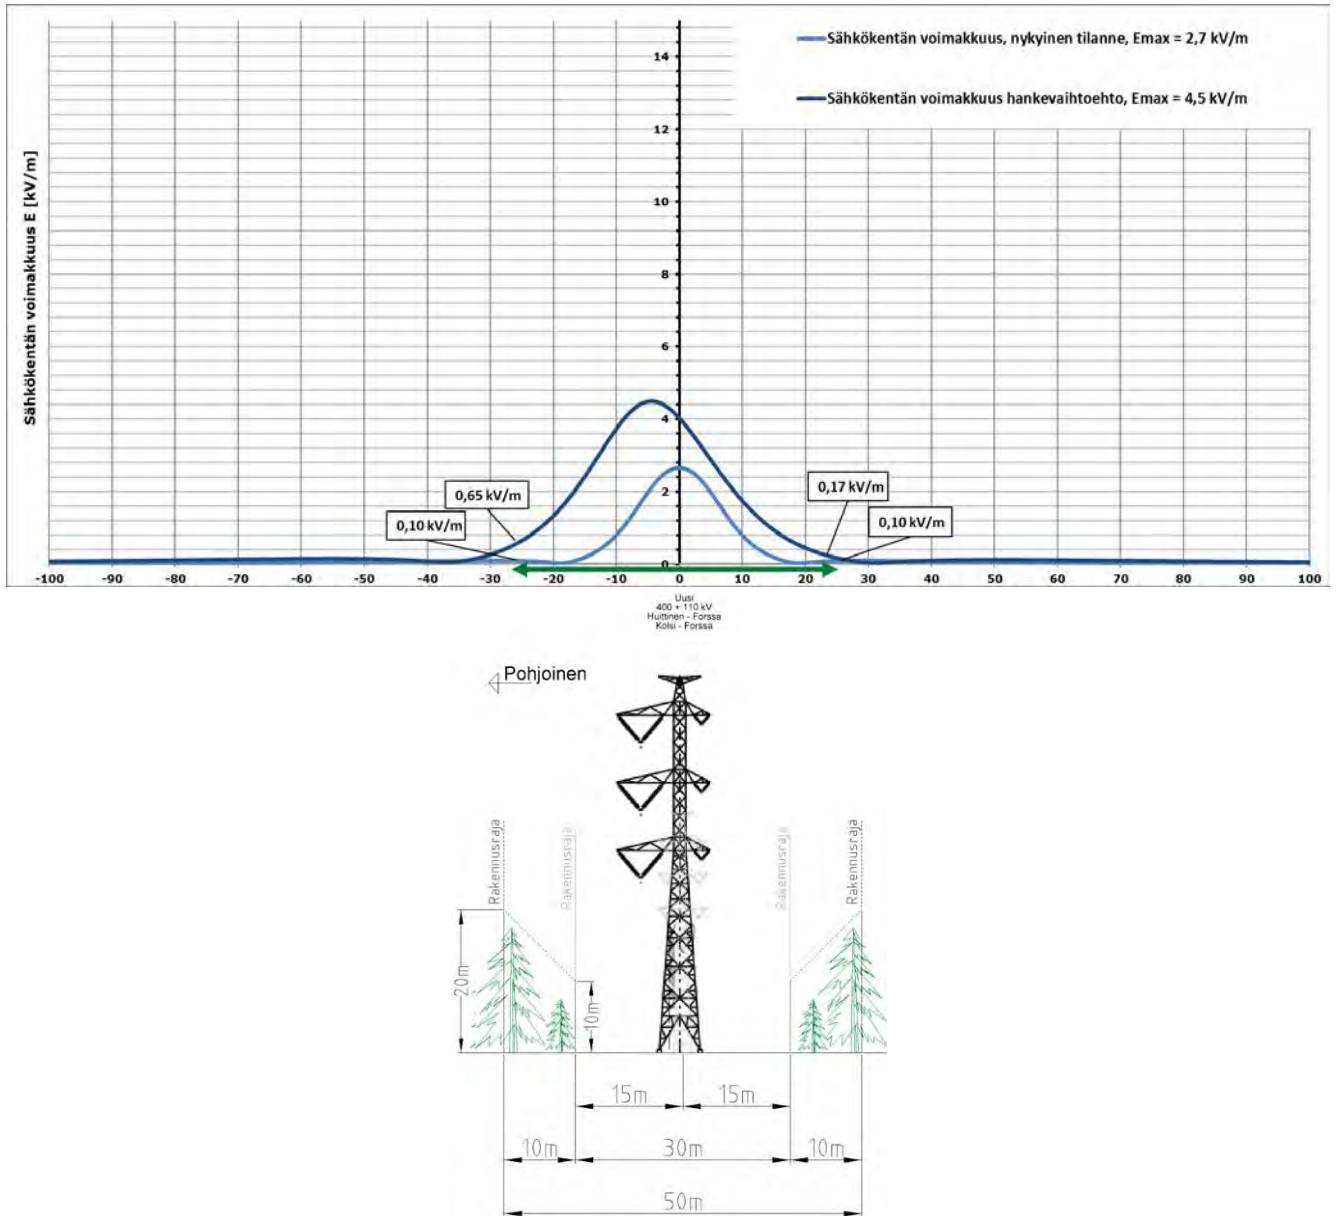 Sähkökentän voimakkuus, nykyinen tilanne, Emax = 2,7 kV/m
Sähkökentän voimakkuus hankevaihtoehto, Emax = 4,5 kV/m
Sähkökentän voimakkuus E [kV/m]
14
12
10
8
6
4
2
0
0,65 kV/m
0,10 kV/m
0,17 kV/m
0,10 kV/m
-100 -90 -80 -70 -60 -50 -40 -30 -20 -10 0 10 20 30 40 50 60 70 80 90 100
Uusi
400 + 110 kV
Huittinen - Forssa
Kolsi - Forssa
Pohjoinen
Rakennusraja
Rakennusraja
Rakennusraja
Rakennusraja
20m
10m
15m 15m
10m 30m 10m
50m